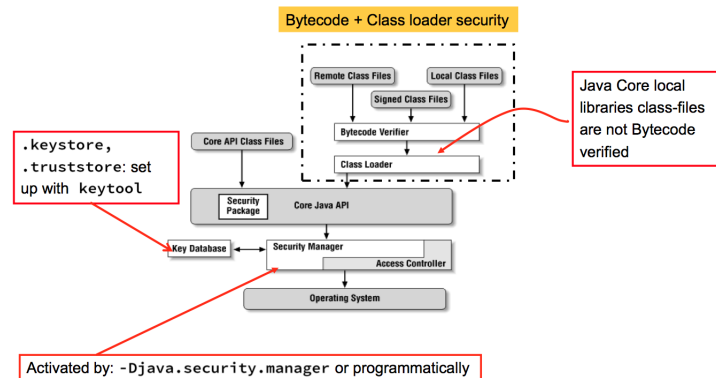 Bytecode + Class loader security
Remote Class Files
Local Class Files
Signed Class Files
Bytecode Verifier
Class Loader
Java Core local
libraries class-files
are not Bytecode
verified
.keystore,
.truststore: set
up with keytool
Core API Class Files
Security
Package
Core Java API
Key Database
Security Manager
Access Controller
Operating System
Activated by: -Djava.security.manager or programmatically